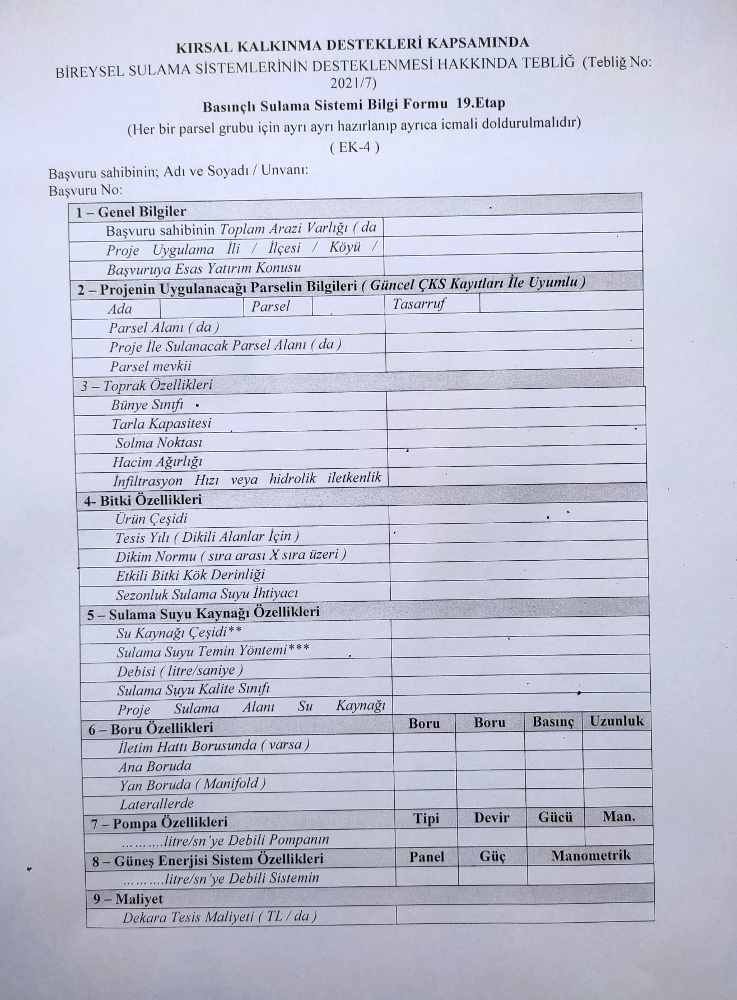 KIRSAL KALKINMA DESTEKLERİ KAPSAMINDA
BİREYSEL SULAMA SİSTEMLERİNİN DESTEKLENMESİ HAKKINDA TEBLİĞ (Tebliğ No:
2021/7)
Basınçlı Sulama Sistemi Bilgi Formu 19.Etap
(Her bir parsel grubu için ayrı ayrı hazırlanıp ayrıca icmali doldurulmalıdır)
( EK-4 )
Başvuru sahibinin; Adı ve Soyadı / Unvanı:
Başvuru No:
1 – Genel Bilgiler
Başvuru sahibinin Toplam Arazi Varlığı ( da
Proje Uygulama İli / İlçesi / Köyü /
Başvuruya Esas Yatırım Konusu
2 – Projenin Uygulanacağı Parselin Bilgileri ( Güncel ÇKS Kayıtları İle Uyumlu )
Ada Parsel Tasarruf
Parsel Alanı ( da )
Proje İle Sulanacak Parsel Alanı ( da )
Parsel mevkii
3 – Toprak Özellikleri
Bünye Sınıfı
Tarla Kapasitesi
Solma Noktası
Hacim Ağırlığı
İnfiltrasyon Hızı veya hidrolik iletkenlik
4- Bitki Özellikleri
Ürün Çeşidi
Tesis Yılı ( Dikili Alanlar İçin )
Dikim Normu ( sıra arası X sıra üzeri )
Etkili Bitki Kök Derinliği
Sezonluk Sulama Suyu İhtiyacı
5 – Sulama Suyu Kaynağı Özellikleri
Su Kaynağı Çeşidi**
Sulama Suyu Temin Yöntemi***
Debisi ( litre/saniye )
Sulama Suyu Kalite Sınıfı
Proje Sulama Alanı Su Kaynağı
6 – Boru Özellikleri Boru Boru Basınç Uzunluk
İletim Hattı Borusunda ( varsa )
Ana Boruda
Yan Boruda ( Manifold )
Laterallerde
7 – Pompa Özellikleri Tipi Devir Gücü Man.
……….litre/sn’ye Debili Pompanın
8 – Güneş Enerjisi Sistem Özellikleri Panel Güç Manometrik
……….litre/sn’ye Debili Sistemin
9 – Maliyet
Dekara Tesis Maliyeti ( TL / da )